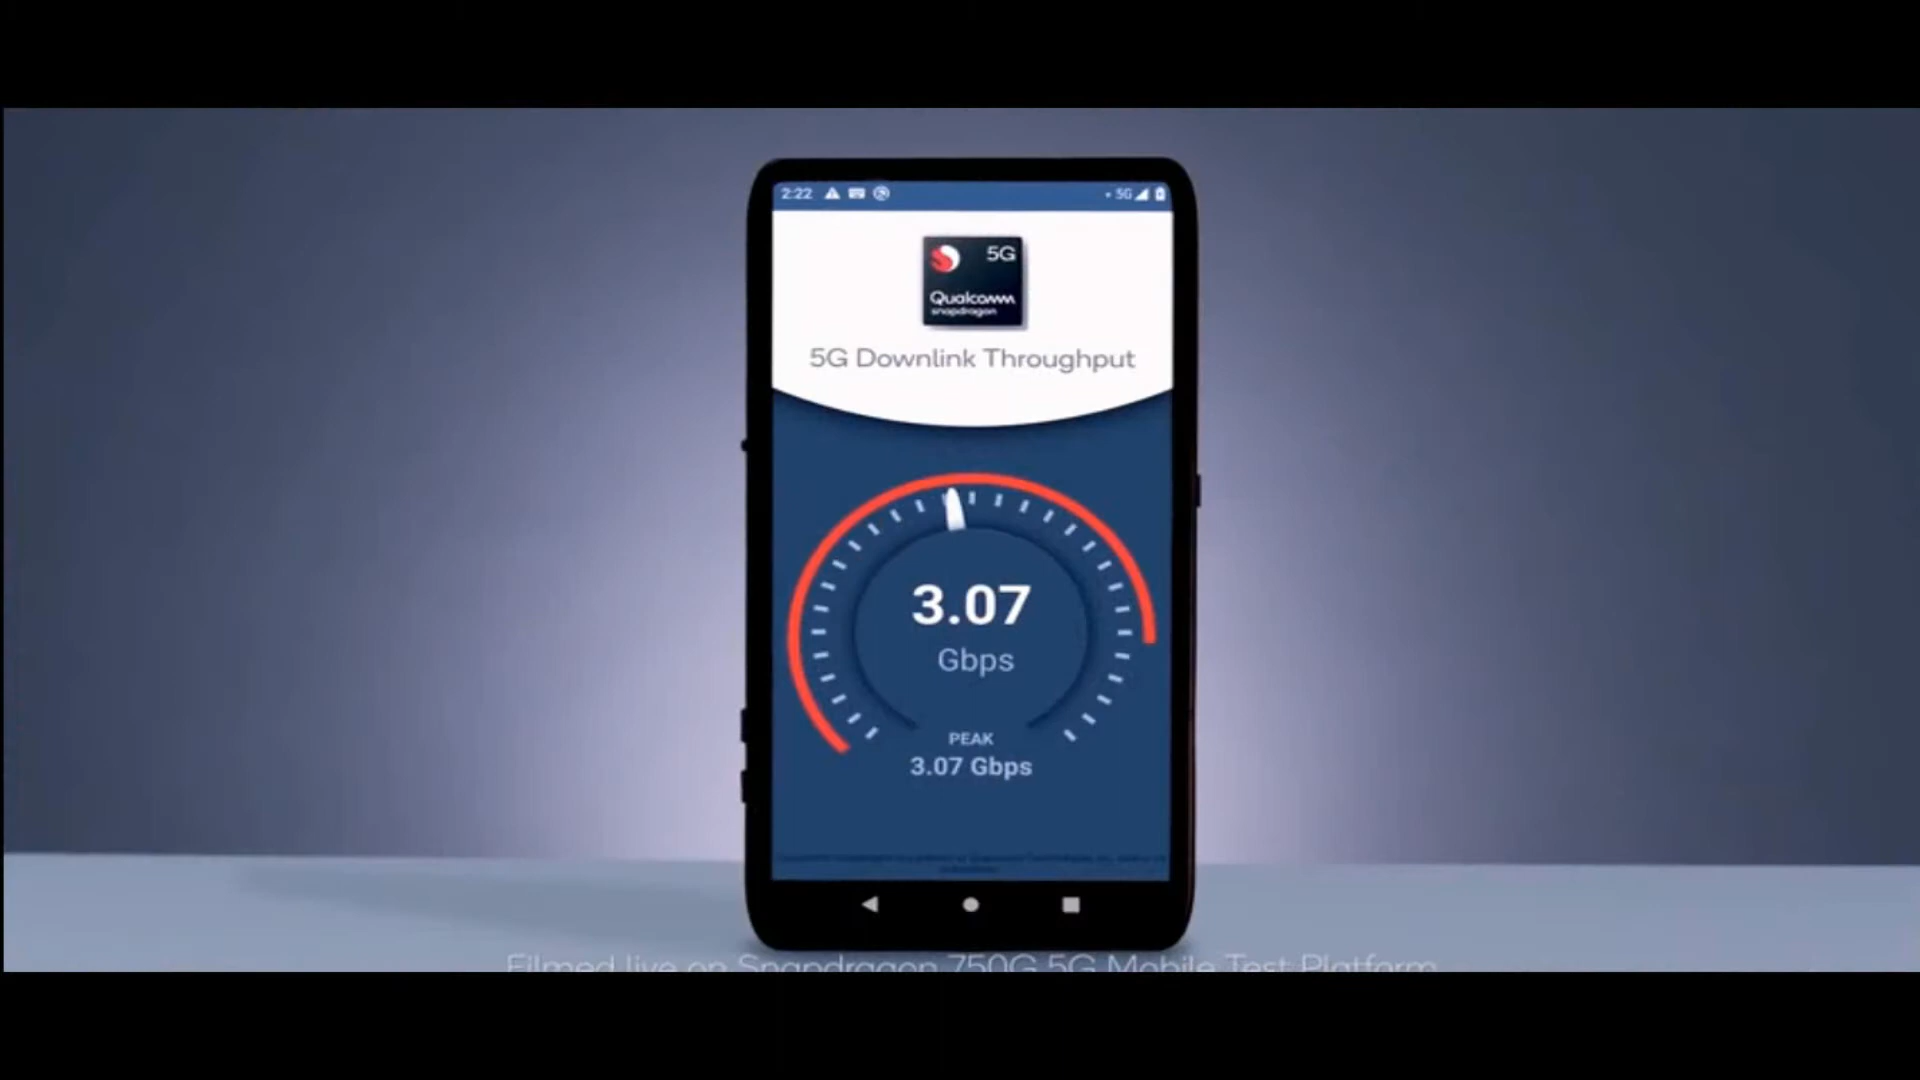 2:22
5G
5G
Qualcomm
snapdragon
5G Downlink Throughput
3.07
Gbps
PEAK
3.07 Gbps
Filmed live on Snapdragon 750G 5G Mobile Test Platform